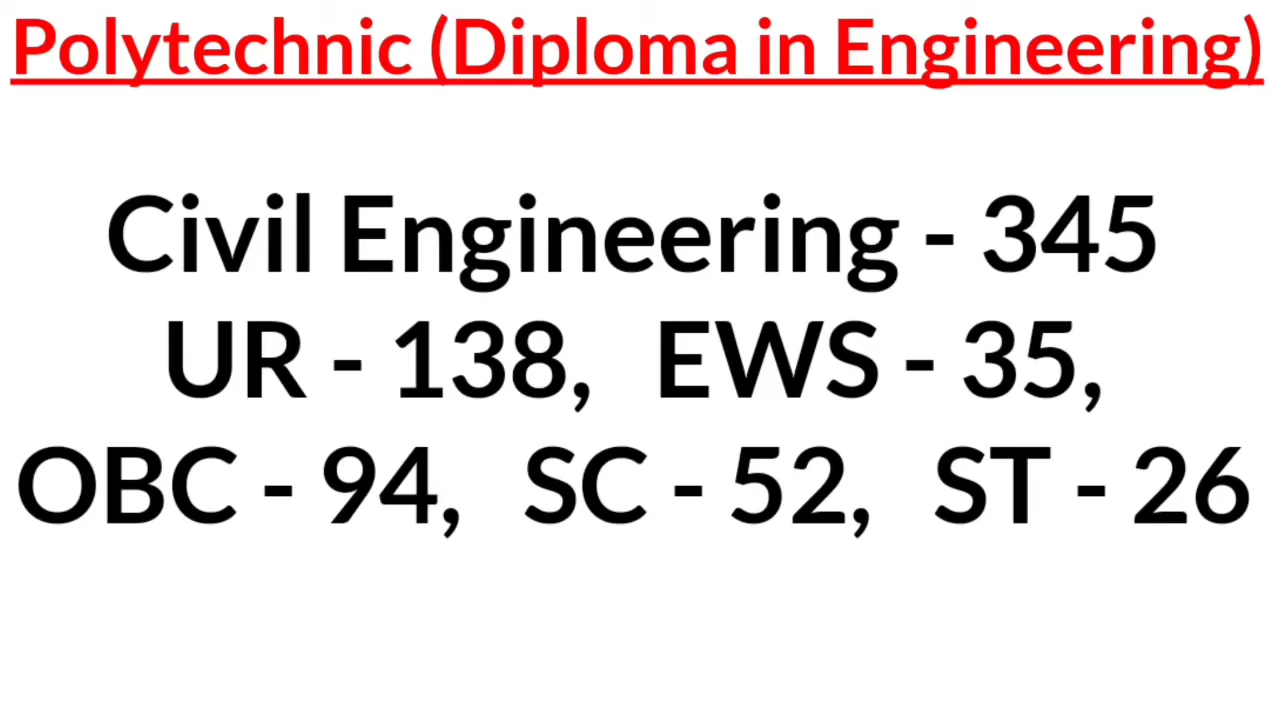 Polytechnic (Diploma in Engineering)
Civil Engineering - 345
UR - 138, EWS - 35,
OBC - 94, SC - 52, ST - 26